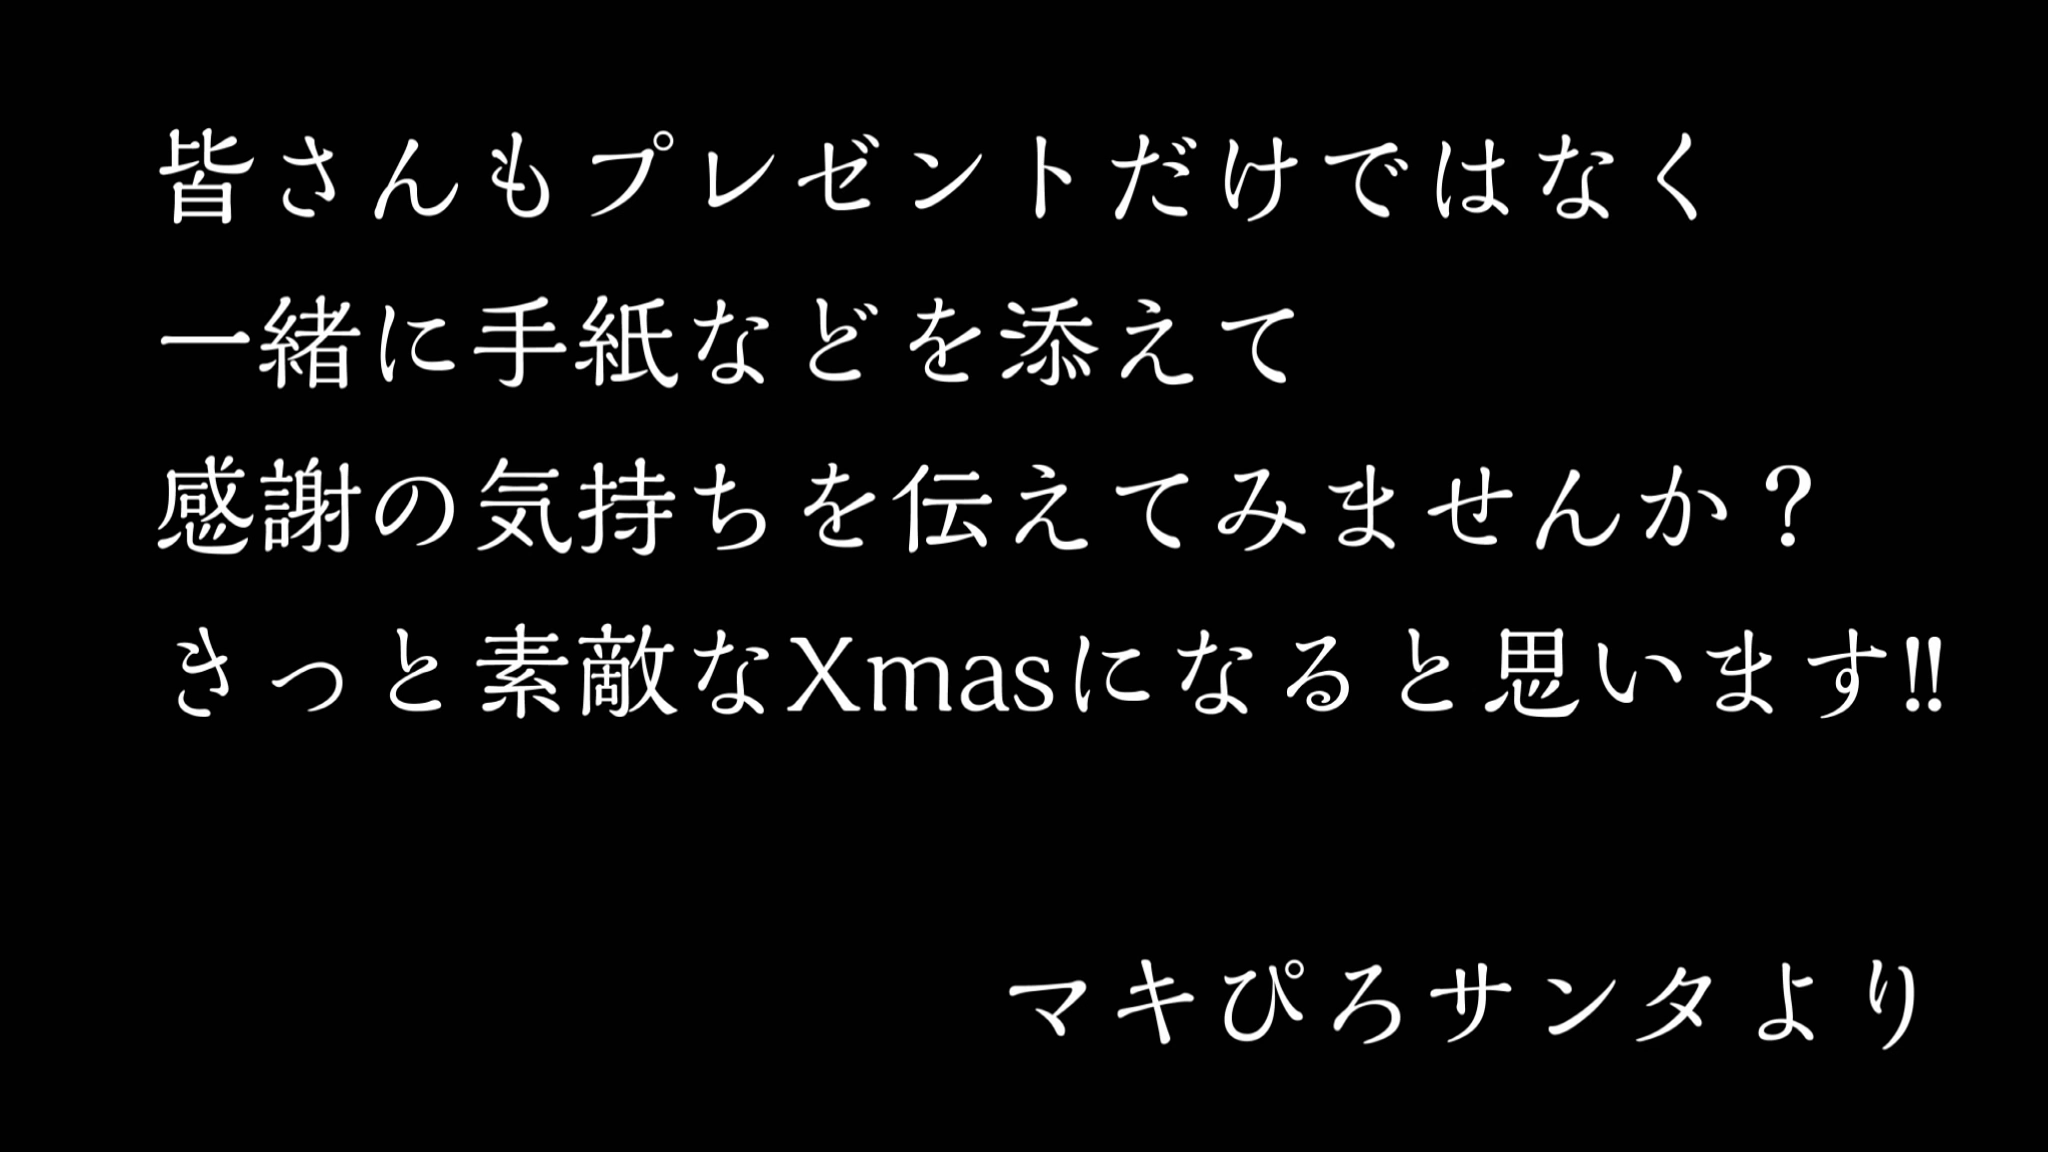 皆さんもプレゼントだけではなく
一緒に手紙などを添えて
感謝の気持ちを伝えてみませんか？
きっと素敵なXmasになると思います‼
マキぴろサンタより